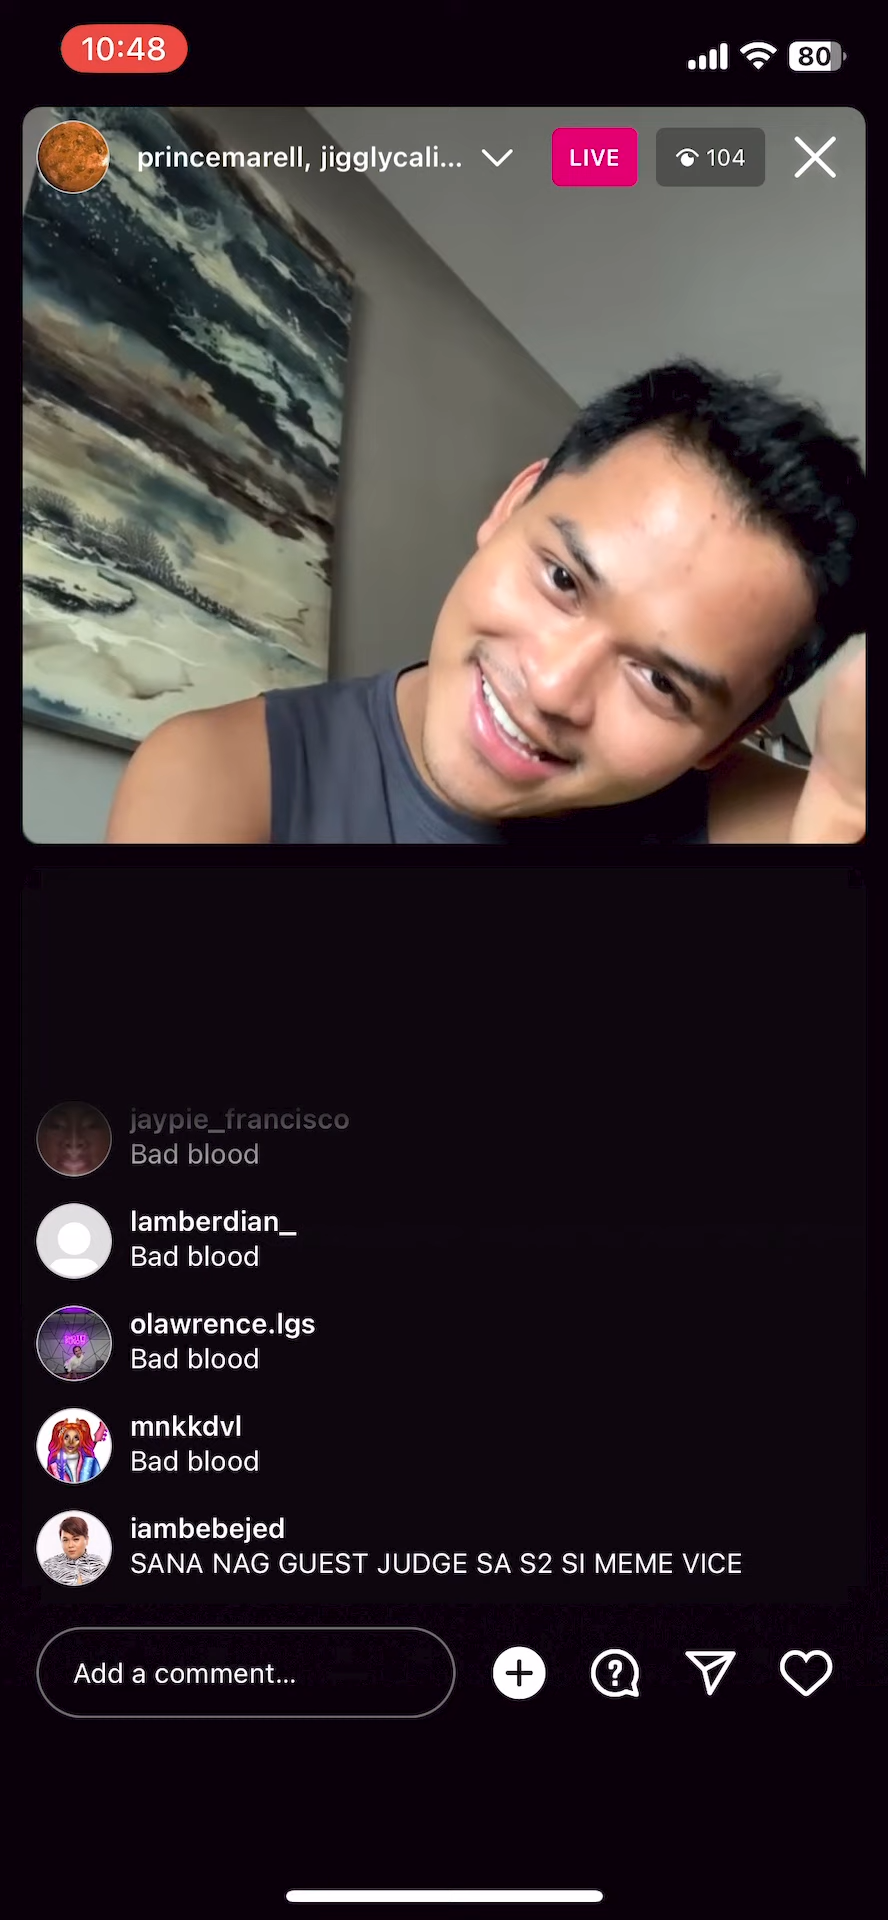 10:48
80
princemarell, jigglycali...
LIVE
104
jaypie_francisco
Bad blood
lamberdian_
Bad blood
olawrence.lgs
Bad blood
mnkkdvl
Bad blood
iambebejed
SANA NAG GUEST JUDGE SA S2 SI MEME VICE
Add a comment...